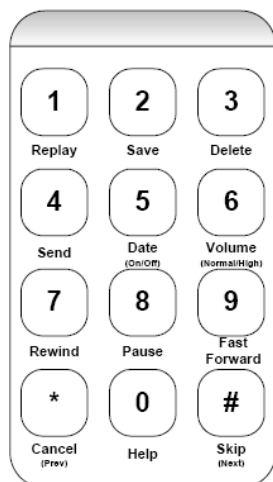 1 2 3
Replay Save Delete
4 5 6
Send Date Volume
(On/Off) (Normal/High)
7 8 9
Rewind Pause Fast
Forward
* 0 #
Cancel Help Skip
(Prev) (Next)